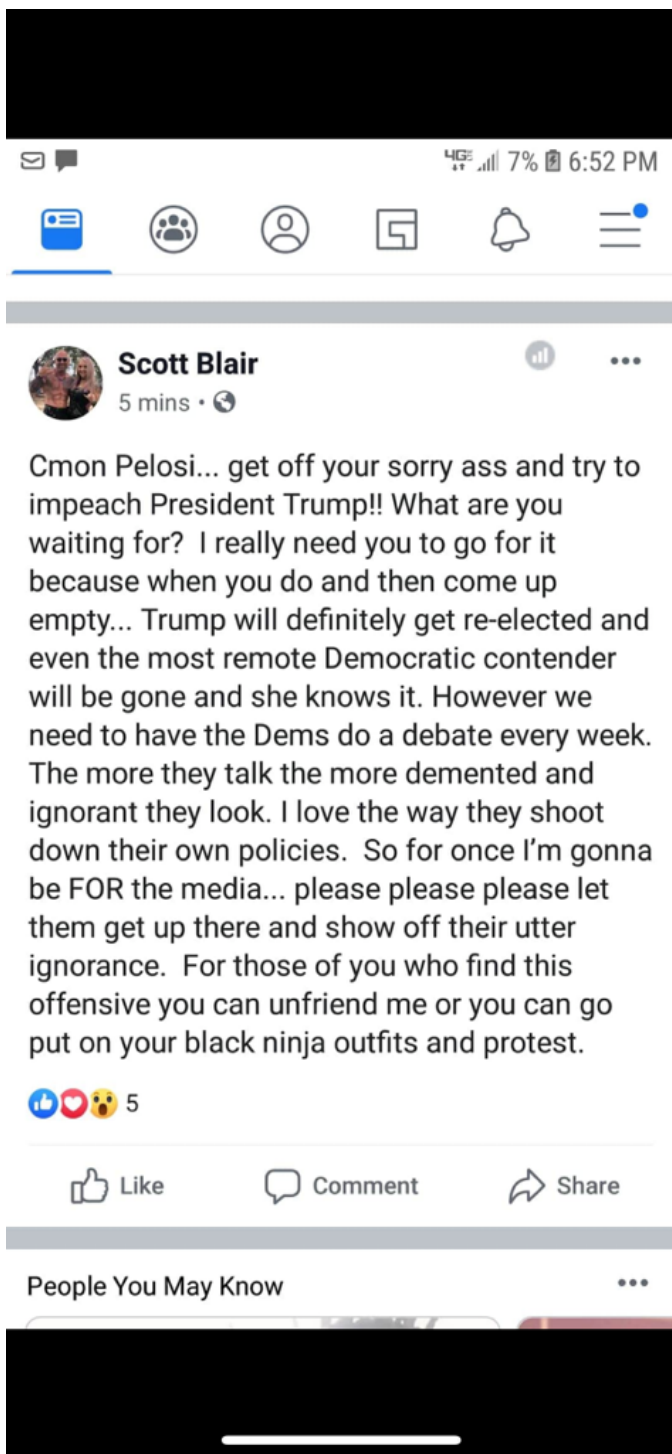 4GE 7% 6:52 PM
Scott Blair
5 mins •
Cmon Pelosi... get off your sorry ass and try to
impeach President Trump!! What are you
waiting for?  I really need you to go for it
because when you do and then come up
empty... Trump will definitely get re-elected and
even the most remote Democratic contender
will be gone and she knows it. However we
need to have the Dems do a debate every week.
The more they talk the more demented and
ignorant they look. I love the way they shoot
down their own policies.  So for once I’m gonna
be FOR the media... please please please let
them get up there and show off their utter
ignorance.  For those of you who find this
offensive you can unfriend me or you can go
put on your black ninja outfits and protest.
5
Like Comment Share
People You May Know